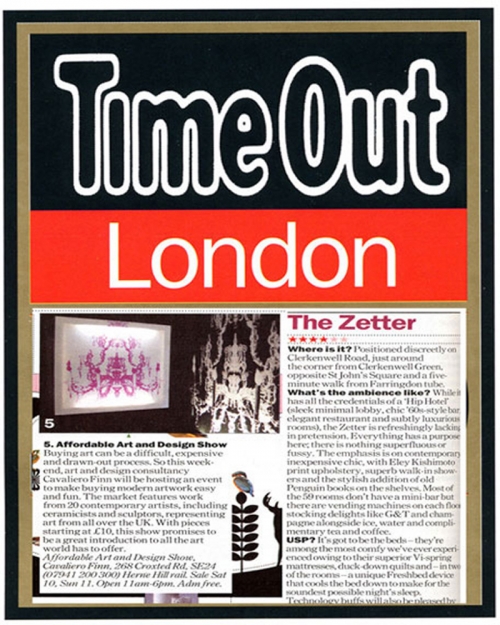 Time Out
London
5
5. Affordable Art and Design Show
Buying art can be a difficult, expensive
and drawn-out process. So this week-
end, art and design consultancy
Cavaliero Finn will be hosting an event
to make buying modern artwork easy
and fun. The market features work
from 20 contemporary artists, including
ceramicists and sculptors, representing
art from all over the UK. With pieces
starting at £10, this show promises to
be a great introduction to all the art
world has to offer.
Affordable Art and Design Show,
Cavaliero Finn, 268 Croxted Rd, SE24
(07941 200 300) Herne Hill rail. Sale Sat
10, Sun 11. Open 11am-6pm. Adm free.
The Zetter
Where is it? Positioned discreetly on
Clerkenwell Road, just around
the corner from Clerkenwell Green,
opposite St John's Square and a five-
minute walk from Farringdon tube.
What's the ambience like? While it
has all the credentials of a 'Hip Hotel'
(sleek minimal lobby, chic '60s-style bar,
elegant restaurant and subtly luxurious
rooms), the Zetter is refreshingly lacking
in pretension. Everything has a purpose
here; there is nothing superfluous or
fussy. The emphasis is on contemporary
inexpensive chic, with Eley Kishimoto
print upholstery, superb walk-in show-
ers and the stylish addition of old
Penguin books on the shelves. Most of
the 59 rooms don't have a mini-bar but
there are vending machines on each floor
stocking delights like G&T and cham-
pagne alongside ice, water and compli-
mentary tea and coffee.
USP? It's got to be the beds – they're
among the most comfy we've ever experi-
enced owing to their superior Vi-spring
mattresses, duck-down quilts and – in two
of the rooms – a unique Freshbed device
that cools the bed down to make for the
soundest possible night's sleep.
Technology buffs will also be pleased by